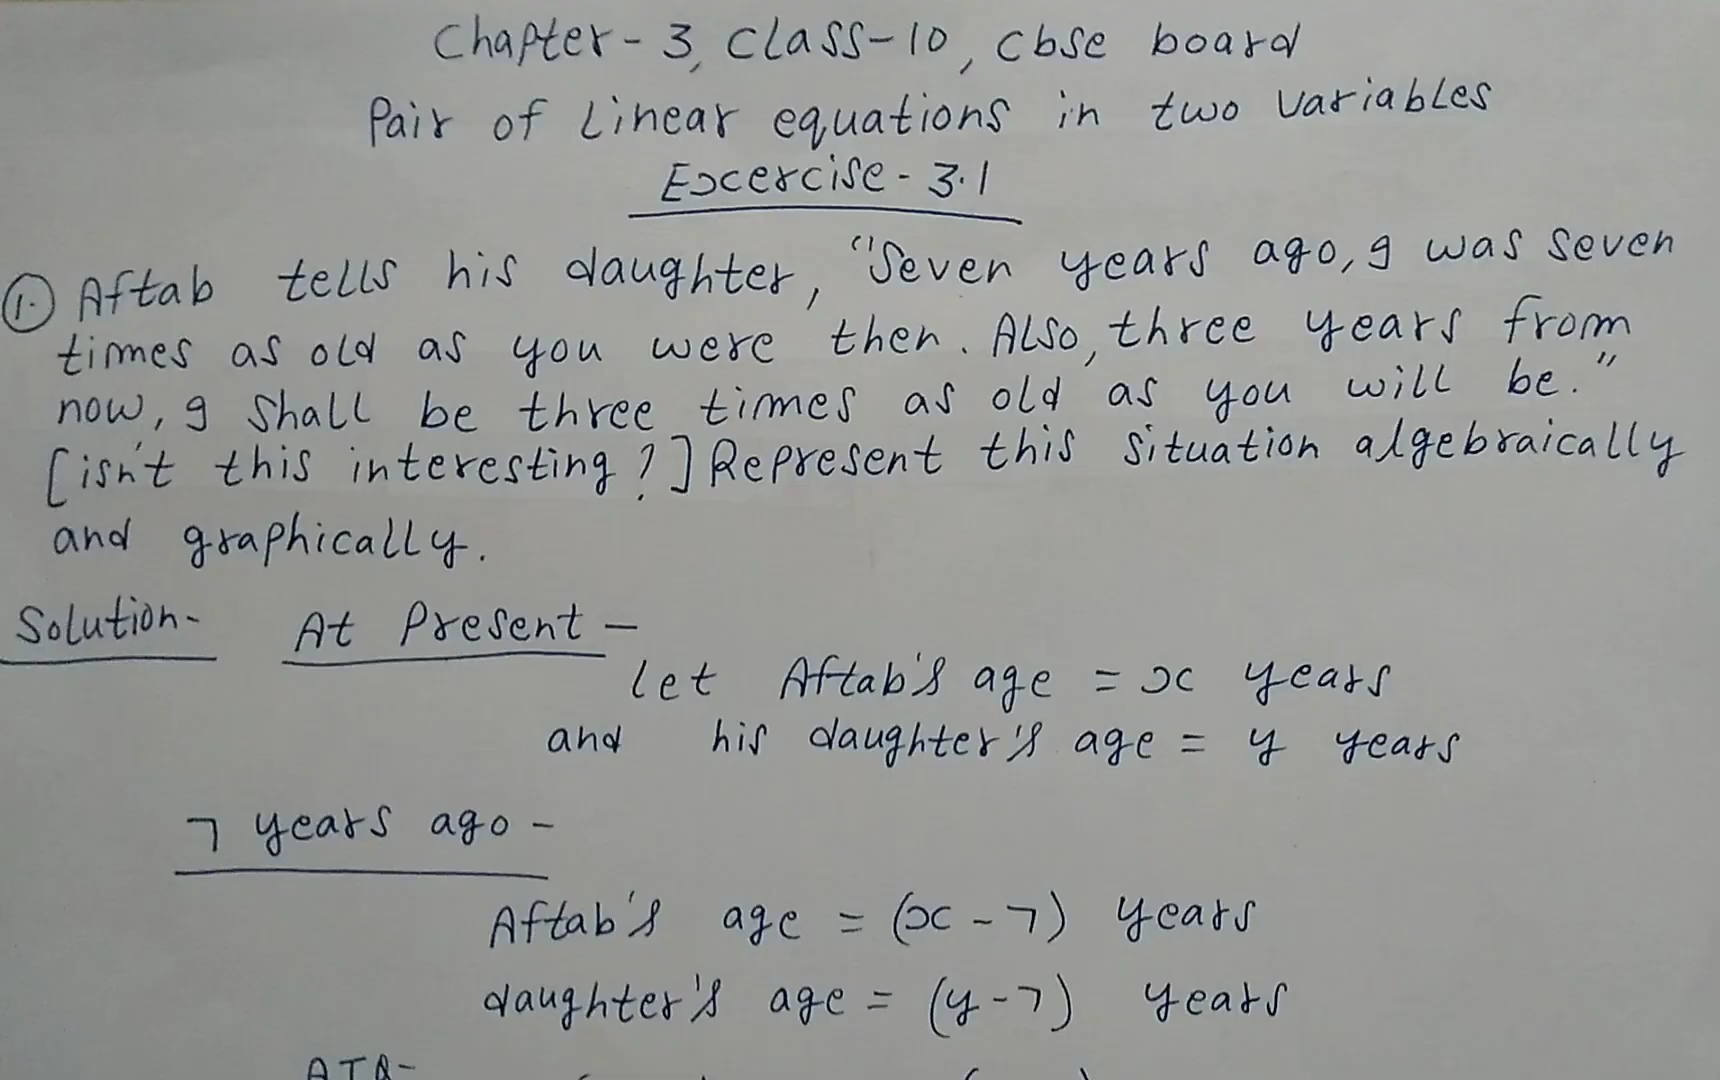 Chapter - 3, Class-10, cbse board
Pair of Linear equations in two variables
Excercise - 3.1
1. Aftab tells his daughter, "Seven years ago, I was seven
times as old as you were then. Also, three years from
now, I shall be three times as old as you will be."
[isn't this interesting?] Represent this situation algebraically
and graphically.
Solution- At Present -
Let Aftab's age = x years
and his daughter's age = y years
7 years ago -
Aftab's age = (x-7) years
daughter's age = (y-7) years
ATQ-